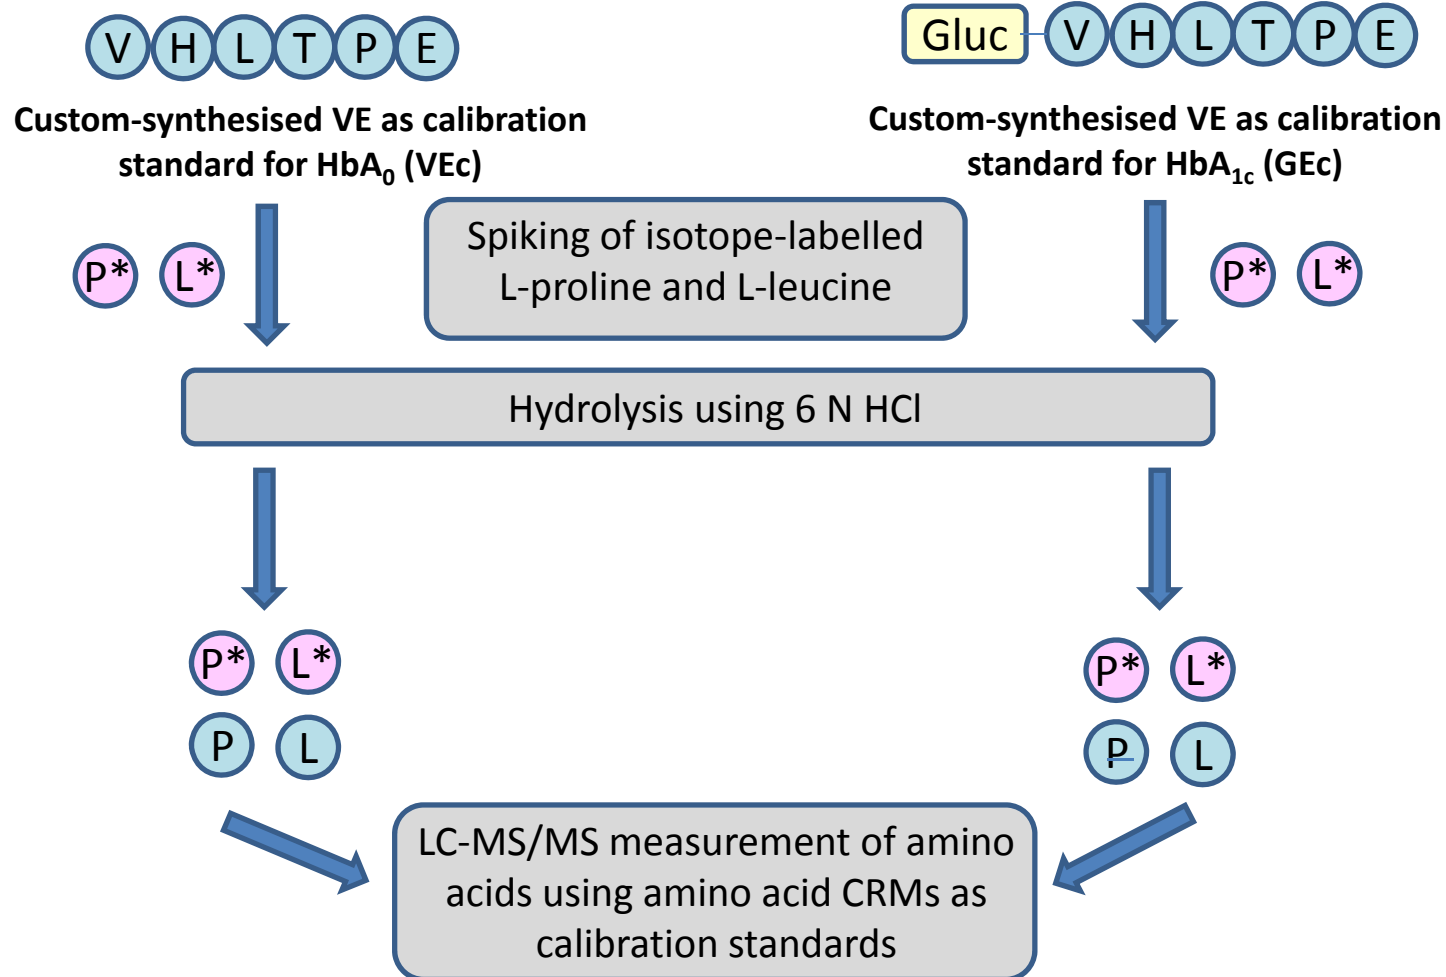 V H L T P E
Gluc V H L T P E
Custom-synthesised VE as calibration
standard for HbA0 (VEc)
Custom-synthesised VE as calibration
standard for HbA1c (GEc)
Spiking of isotope-labelled
L-proline and L-leucine
P* L*
P* L*
Hydrolysis using 6 N HCl
P* L*
P L
P* L*
P L
LC-MS/MS measurement of amino
acids using amino acid CRMs as
calibration standards